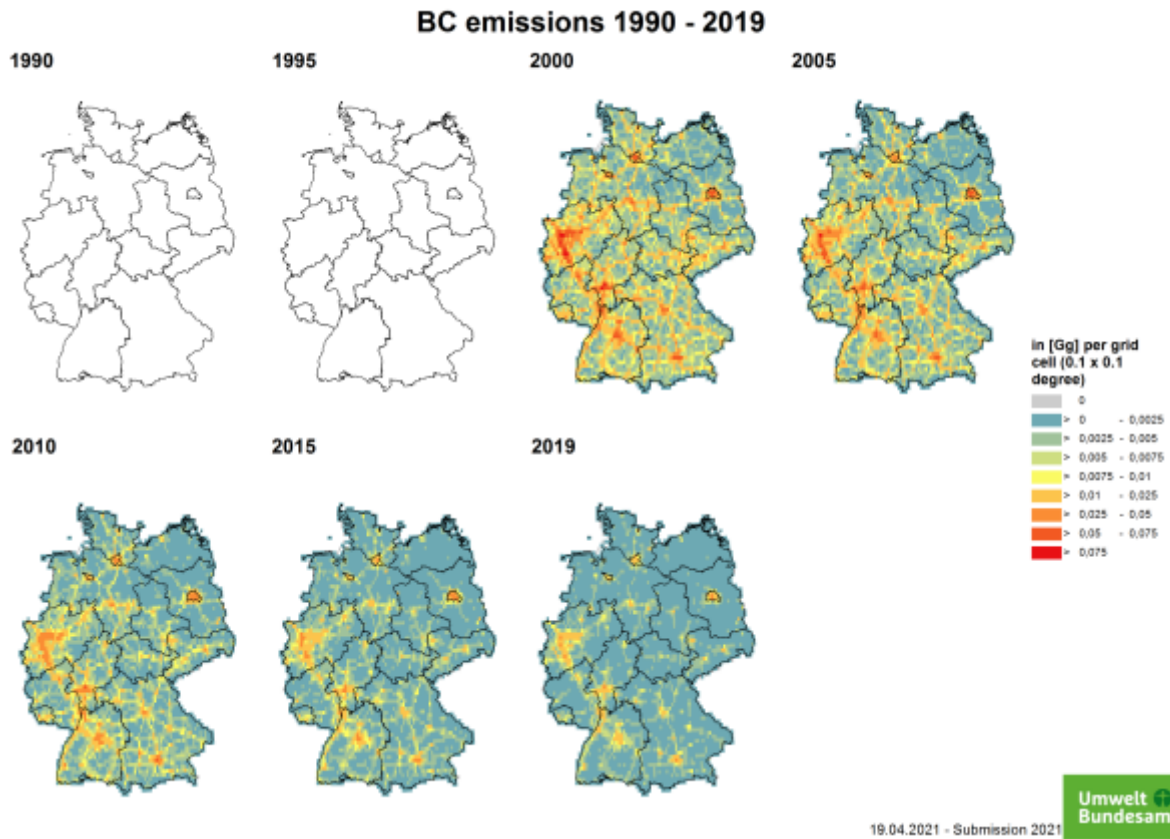 BC emissions 1990 - 2019
1990
1995
2000
2005
in [Gg] per grid
cell (0.1 x 0.1
degree)
0
> 0 - 0,0025
> 0,0025 - 0,005
> 0,005 - 0,0075
> 0,0075 - 0,01
> 0,01 - 0,025
> 0,025 - 0,05
> 0,05 - 0,075
> 0,075
2010
2015
2019
Umwelt
Bundesam
19.04.2021 - Submission 2021